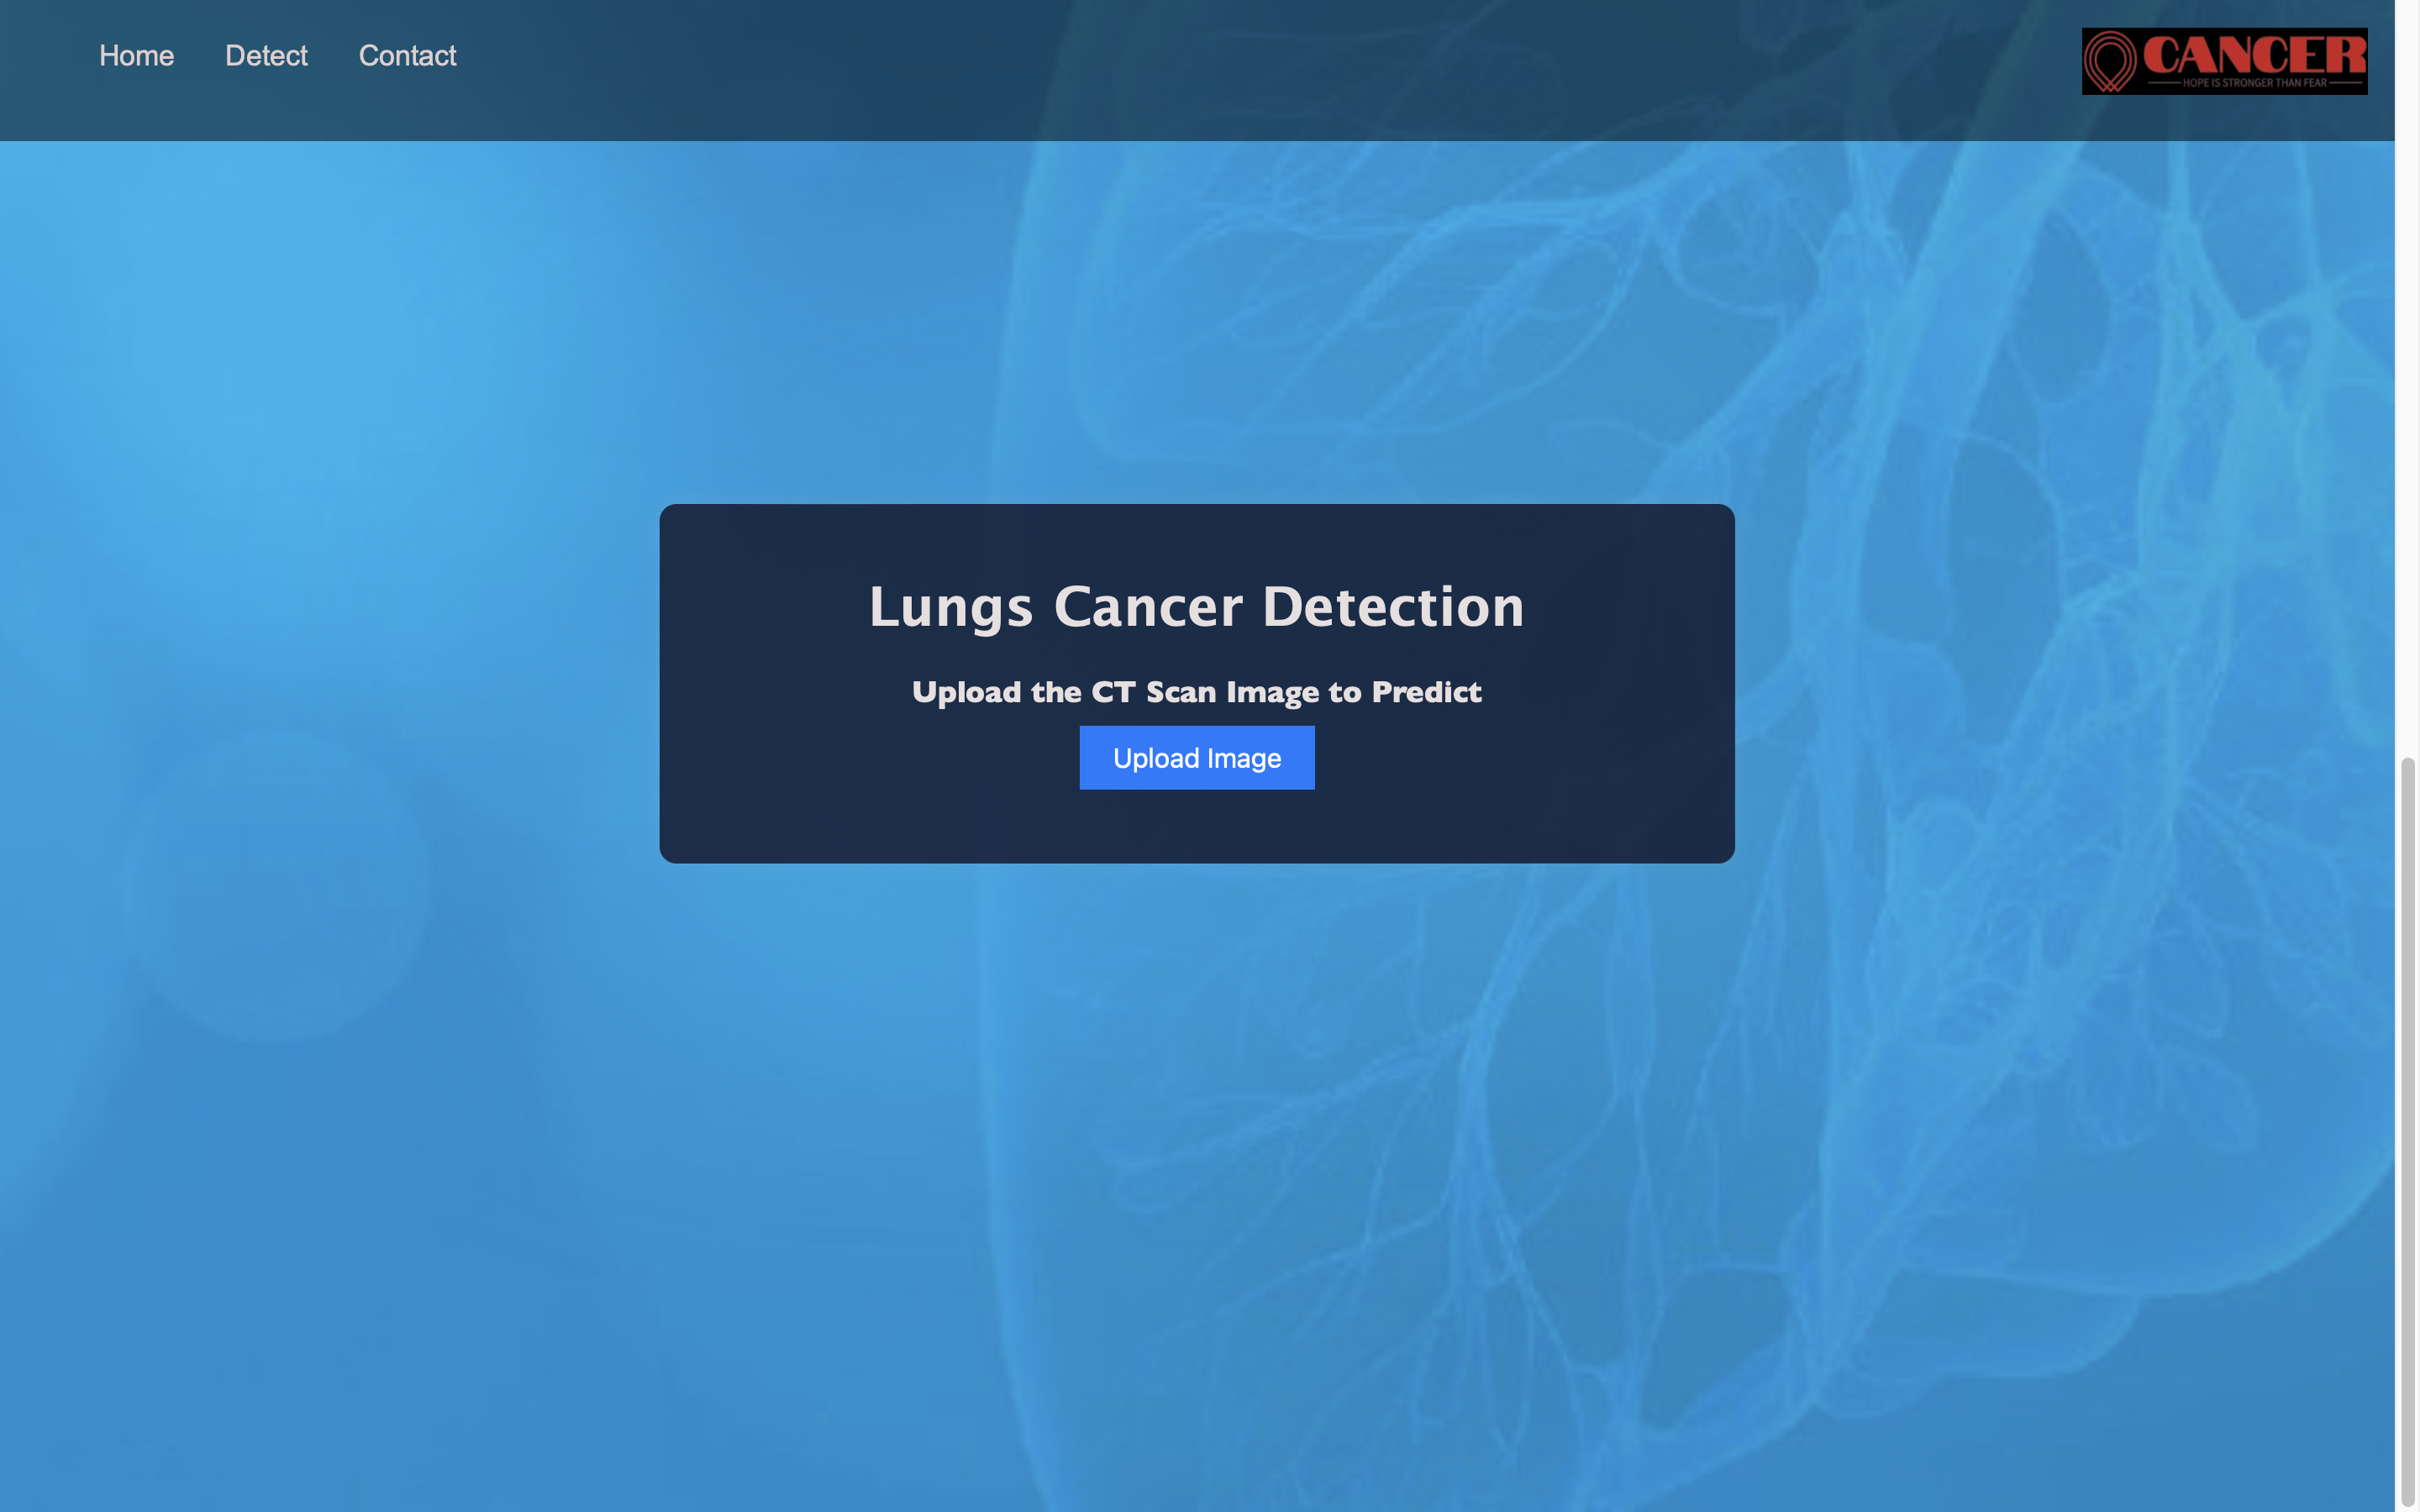 Home Detect Contact
CANCER
HOPE IS STRONGER THAN FEAR
Lungs Cancer Detection
Upload the CT Scan Image to Predict
Upload Image